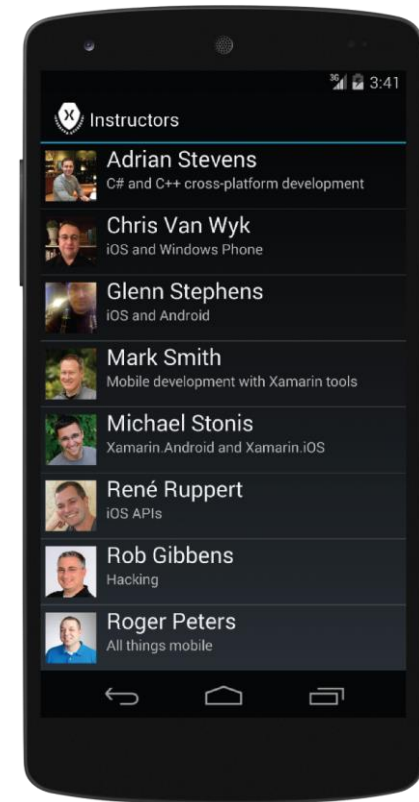 3G
3:41
X
Instructors
Adrian Stevens
C# and C++ cross-platform development
Chris Van Wyk
iOS and Windows Phone
Glenn Stephens
iOS and Android
Mark Smith
Mobile development with Xamarin tools
Michael Stonis
Xamarin.Android and Xamarin.iOS
René Ruppert
iOS APIs
Rob Gibbens
Hacking
Roger Peters
All things mobile